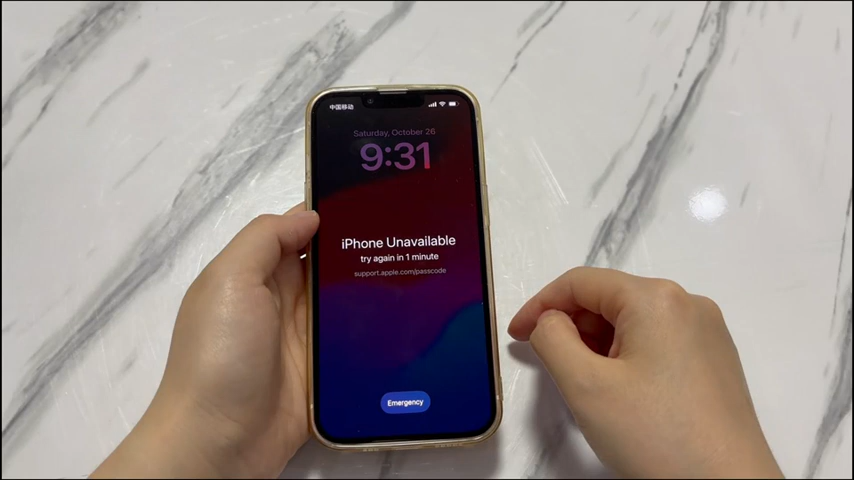 中国移动
Saturday, October 26
9:31
iPhone Unavailable
try again in 1 minute
support.apple.com/passcode
Emergency